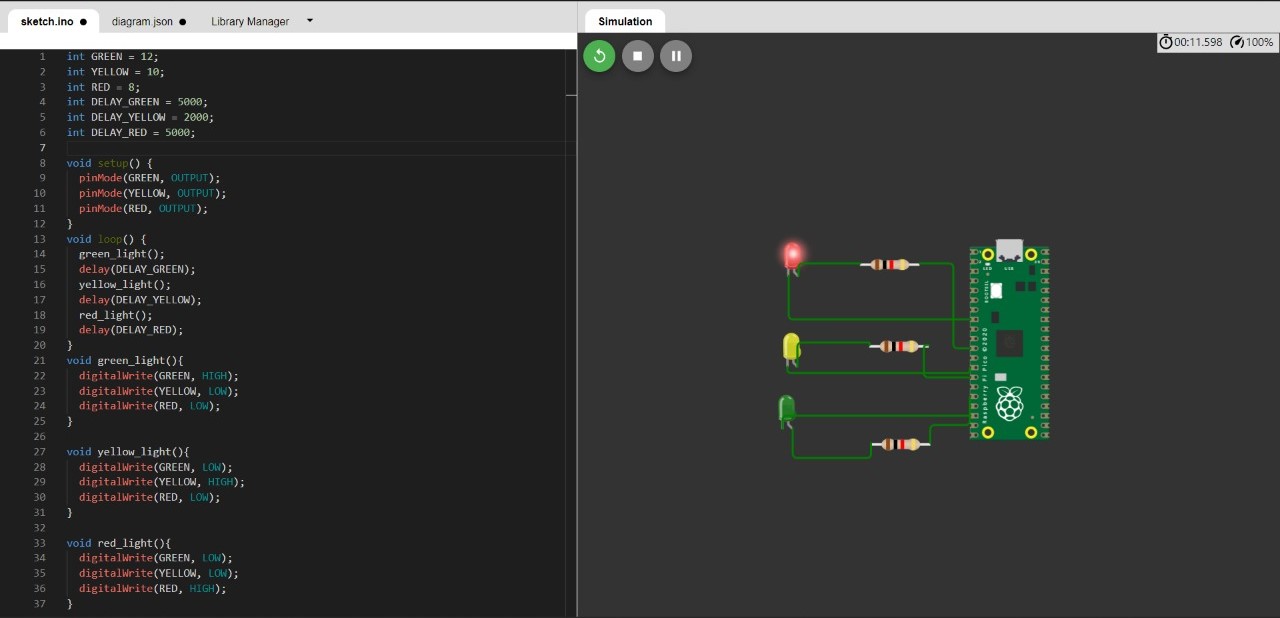 sketch.ino ● diagram.json ● Library Manager
Simulation
00:11.598 100%
1 int GREEN = 12;
2 int YELLOW = 10;
3 int RED = 8;
4 int DELAY_GREEN = 5000;
5 int DELAY_YELLOW = 2000;
6 int DELAY_RED = 5000;
7
8 void setup() {
9 pinMode(GREEN, OUTPUT);
10 pinMode(YELLOW, OUTPUT);
11 pinMode(RED, OUTPUT);
12 }
13 void loop() {
14 green_light();
15 delay(DELAY_GREEN);
16 yellow_light();
17 delay(DELAY_YELLOW);
18 red_light();
19 delay(DELAY_RED);
20 }
21 void green_light(){
22 digitalWrite(GREEN, HIGH);
23 digitalWrite(YELLOW, LOW);
24 digitalWrite(RED, LOW);
25 }
26
27 void yellow_light(){
28 digitalWrite(GREEN, LOW);
29 digitalWrite(YELLOW, HIGH);
30 digitalWrite(RED, LOW);
31 }
32
33 void red_light(){
34 digitalWrite(GREEN, LOW);
35 digitalWrite(YELLOW, LOW);
36 digitalWrite(RED, HIGH);
37 }
LED USB
BOOTSEL
Raspberry Pi Pico ©2020